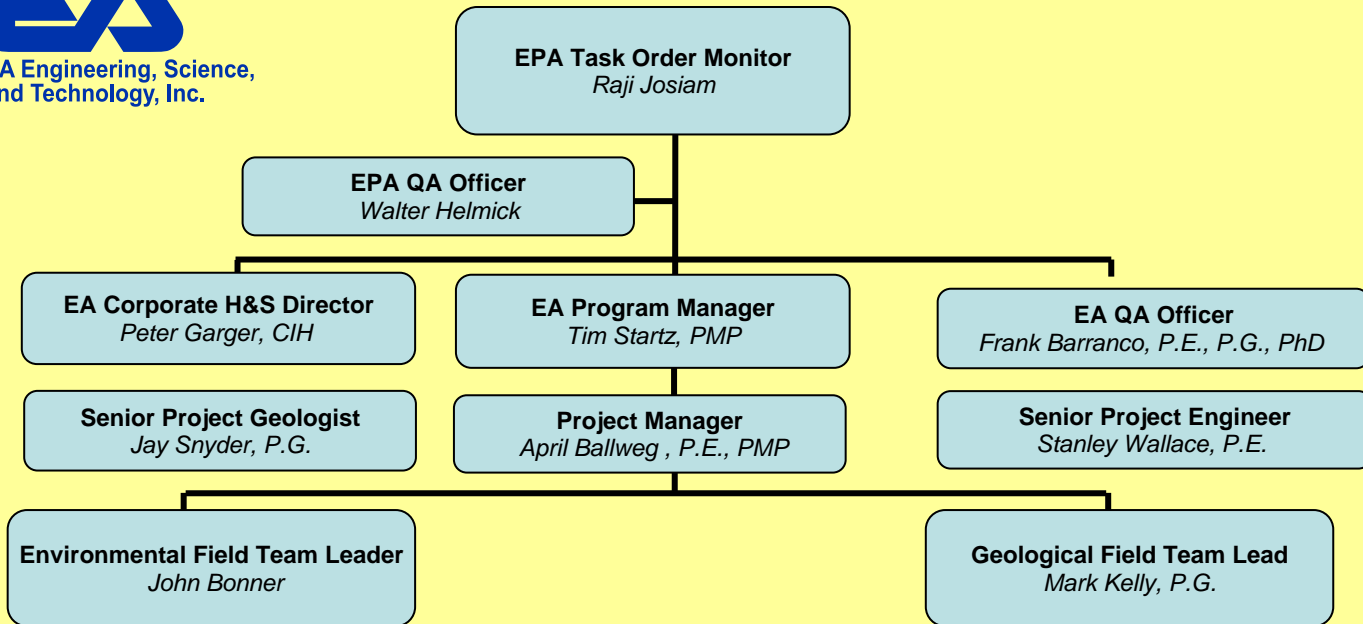 EA
A Engineering, Science,
nd Technology, Inc.
EPA Task Order Monitor
Raji Josiam
EPA QA Officer
Walter Helmick
EA Corporate H&S Director
Peter Garger, CIH
EA Program Manager
Tim Startz, PMP
EA QA Officer
Frank Barranco, P.E., P.G., PhD
Senior Project Geologist
Jay Snyder, P.G.
Project Manager
April Ballweg , P.E., PMP
Senior Project Engineer
Stanley Wallace, P.E.
Environmental Field Team Leader
John Bonner
Geological Field Team Lead
Mark Kelly, P.G.